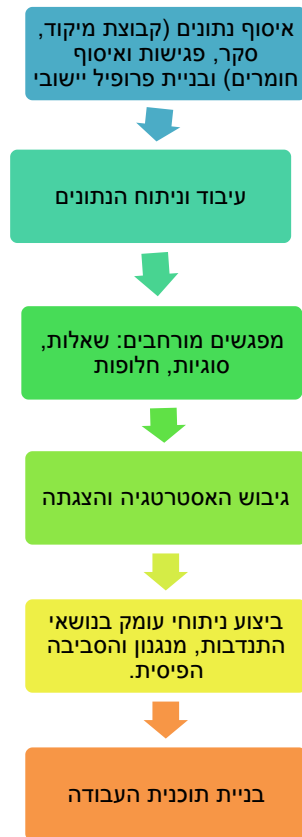 איסוף נתונים (קבוצת מיקוד,
סקר, פגישות ואיסוף
חומרים) ובניית פרופיל יישובי
עיבוד וניתוח הנתונים
מפגשים מורחבים: שאלות,
סוגיות, חלופות
גיבוש האסטרטגיה והצגתה
ביצוע ניתוחי עומק בנושאי
התנדבות, מנגנון והסביבה
הפיסית.
בניית תוכנית העבודה